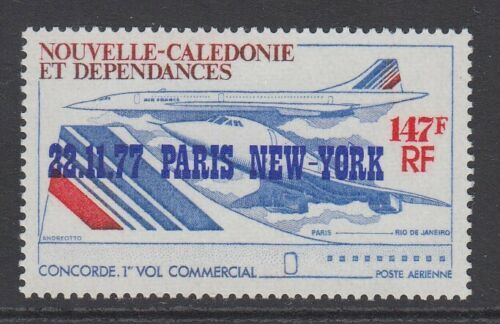 NOUVELLE-CALEDONIE
ET DEPENDANCES
AIR FRANCE
147F
RF
22.11.77 PARIS NEW-YORK
ANDREOTTO
PARIS RIO DE JANEIRO
CONCORDE. 1er VOL COMMERCIAL
POSTE AERIENNE